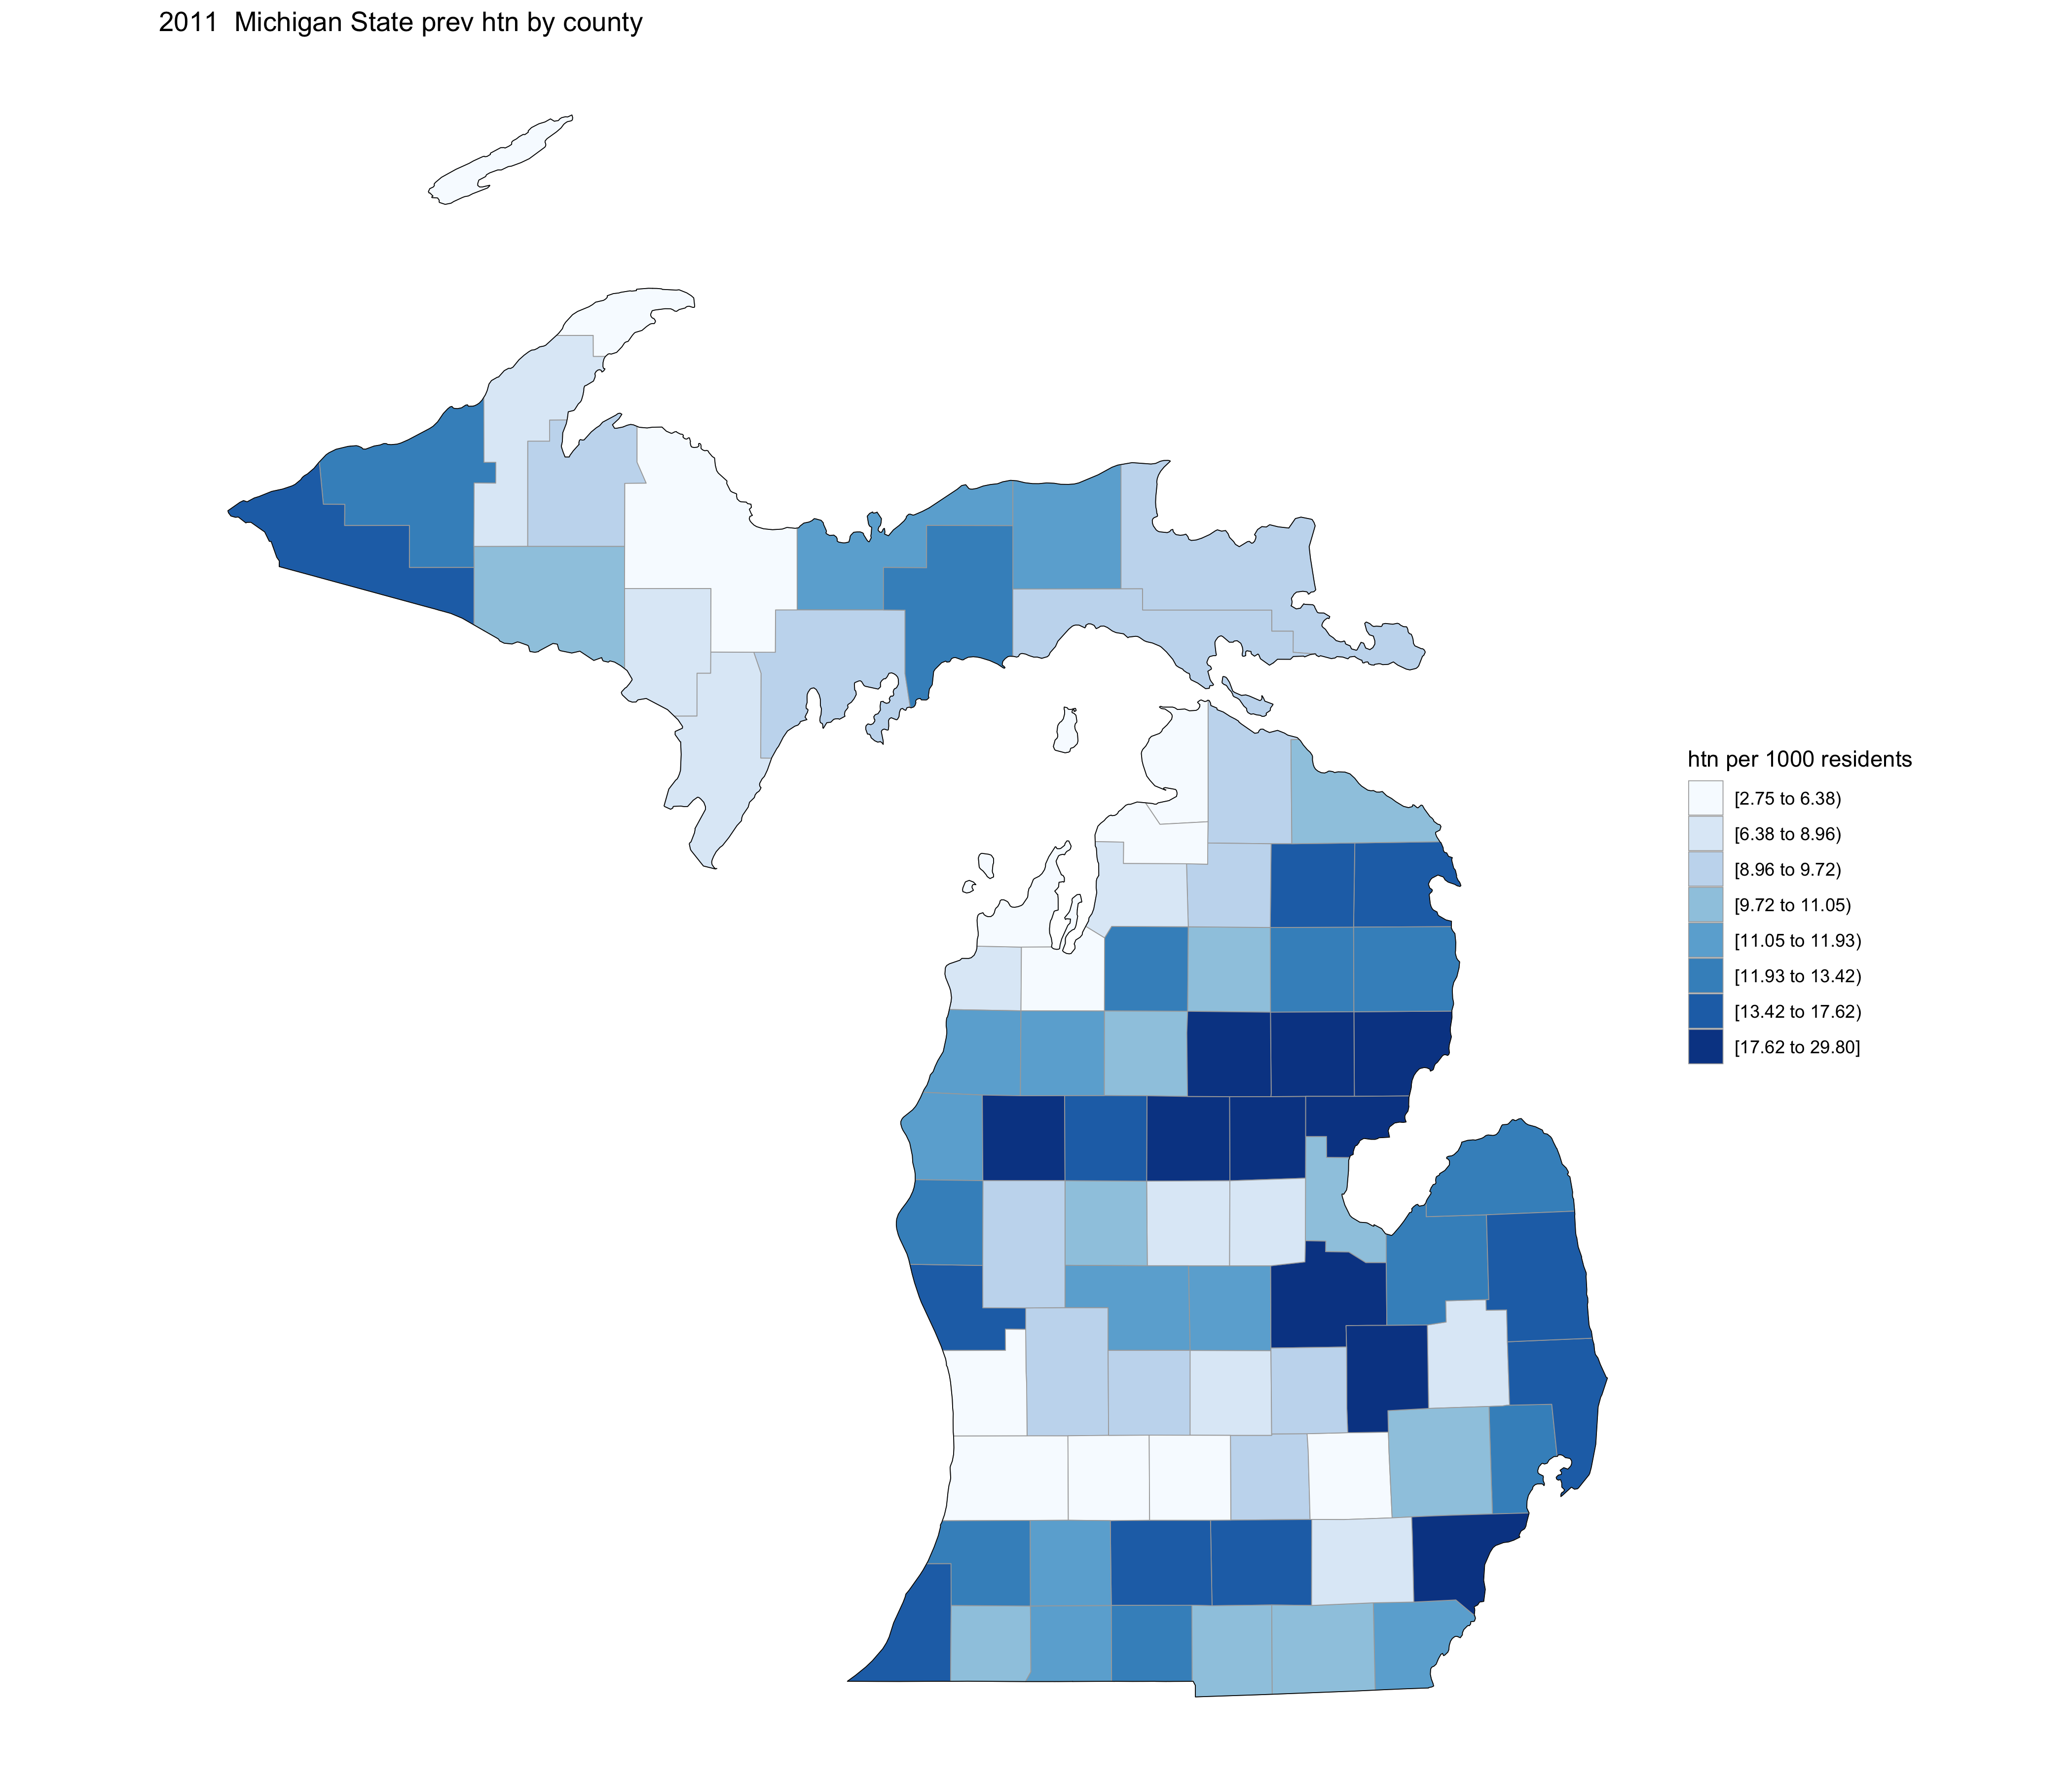 2011  Michigan State prev htn by county
htn per 1000 residents
[2.75 to 6.38)
[6.38 to 8.96)
[8.96 to 9.72)
[9.72 to 11.05)
[11.05 to 11.93)
[11.93 to 13.42)
[13.42 to 17.62)
[17.62 to 29.80]